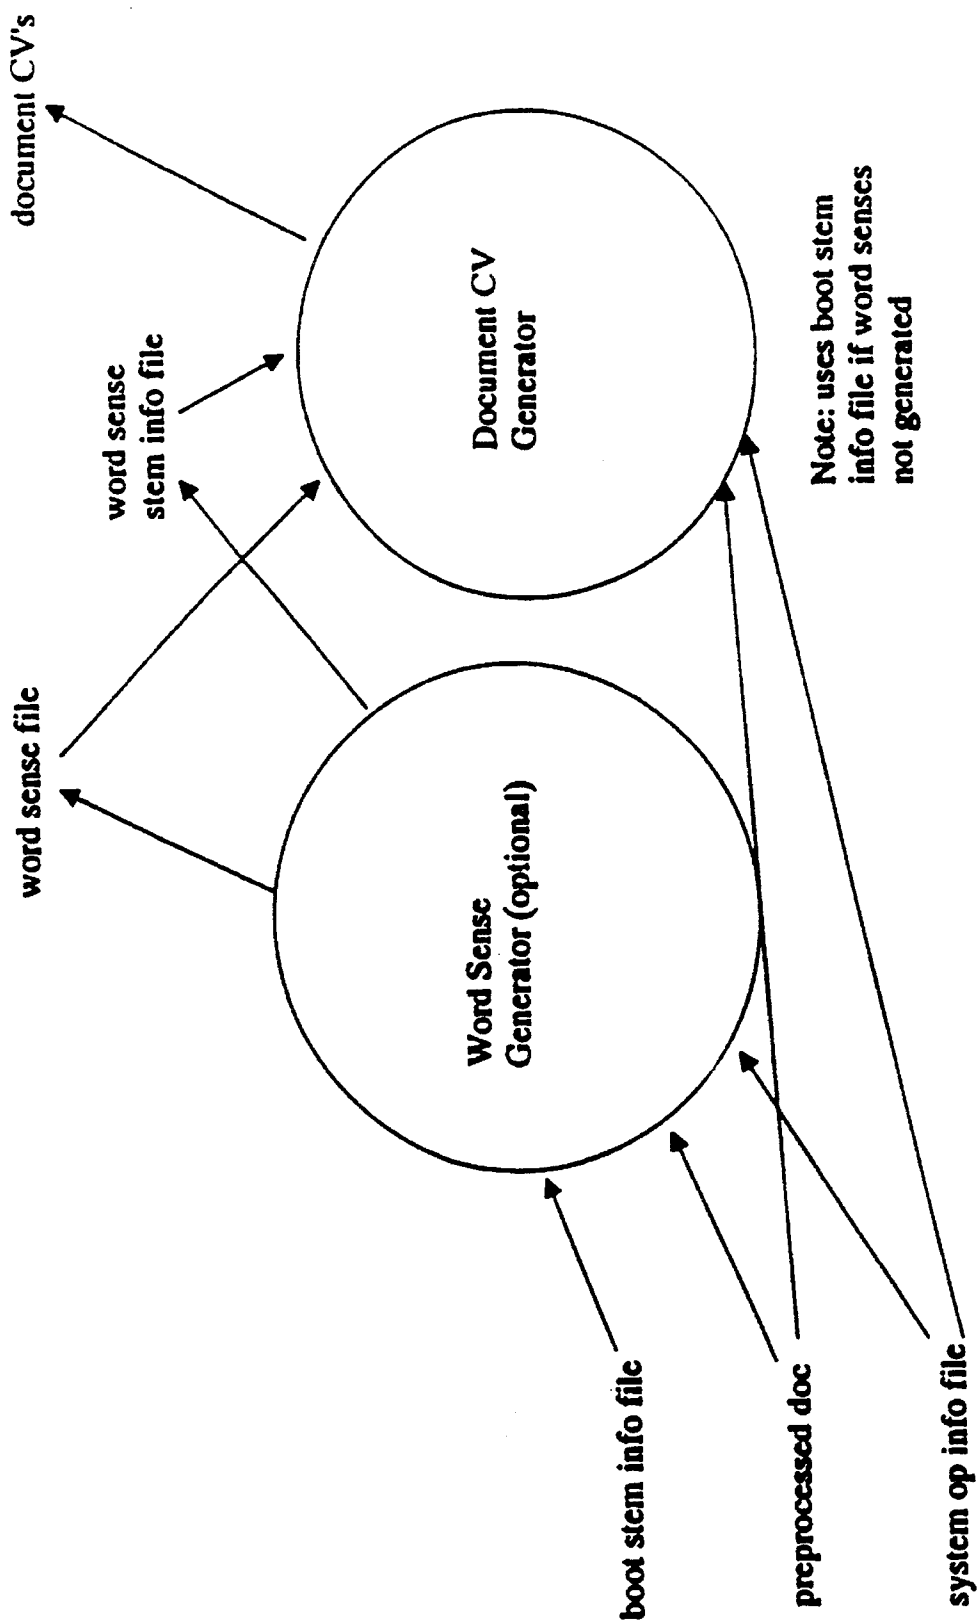 word sense file
word sense
stem info file
document CV's
boot stem info file
Word Sense
Generator (optional)
Document CV
Generator
preprocessed doc
system op info file
Note: uses boot stem
info file if word senses
not generated